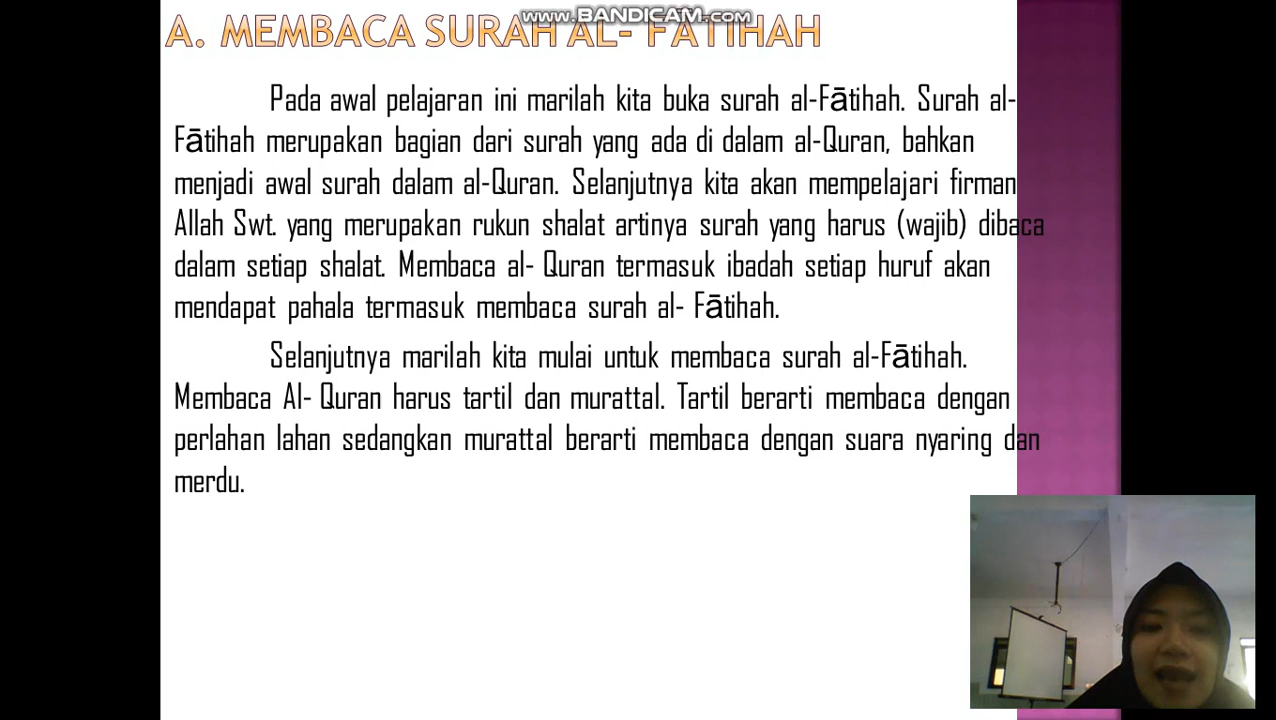 www.BANDICAM.com
A. MEMBACA SURAH AL- FĀTIHAH
Pada awal pelajaran ini marilah kita buka surah al-Fātihah. Surah al-
Fātihah merupakan bagian dari surah yang ada di dalam al-Quran, bahkan
menjadi awal surah dalam al-Quran. Selanjutnya kita akan mempelajari firman
Allah Swt. yang merupakan rukun shalat artinya surah yang harus (wajib) dibaca
dalam setiap shalat. Membaca al- Quran termasuk ibadah setiap huruf akan
mendapat pahala termasuk membaca surah al- Fātihah.
Selanjutnya marilah kita mulai untuk membaca surah al-Fātihah.
Membaca Al- Quran harus tartil dan murattal. Tartil berarti membaca dengan
perlahan lahan sedangkan murattal berarti membaca dengan suara nyaring dan
merdu.